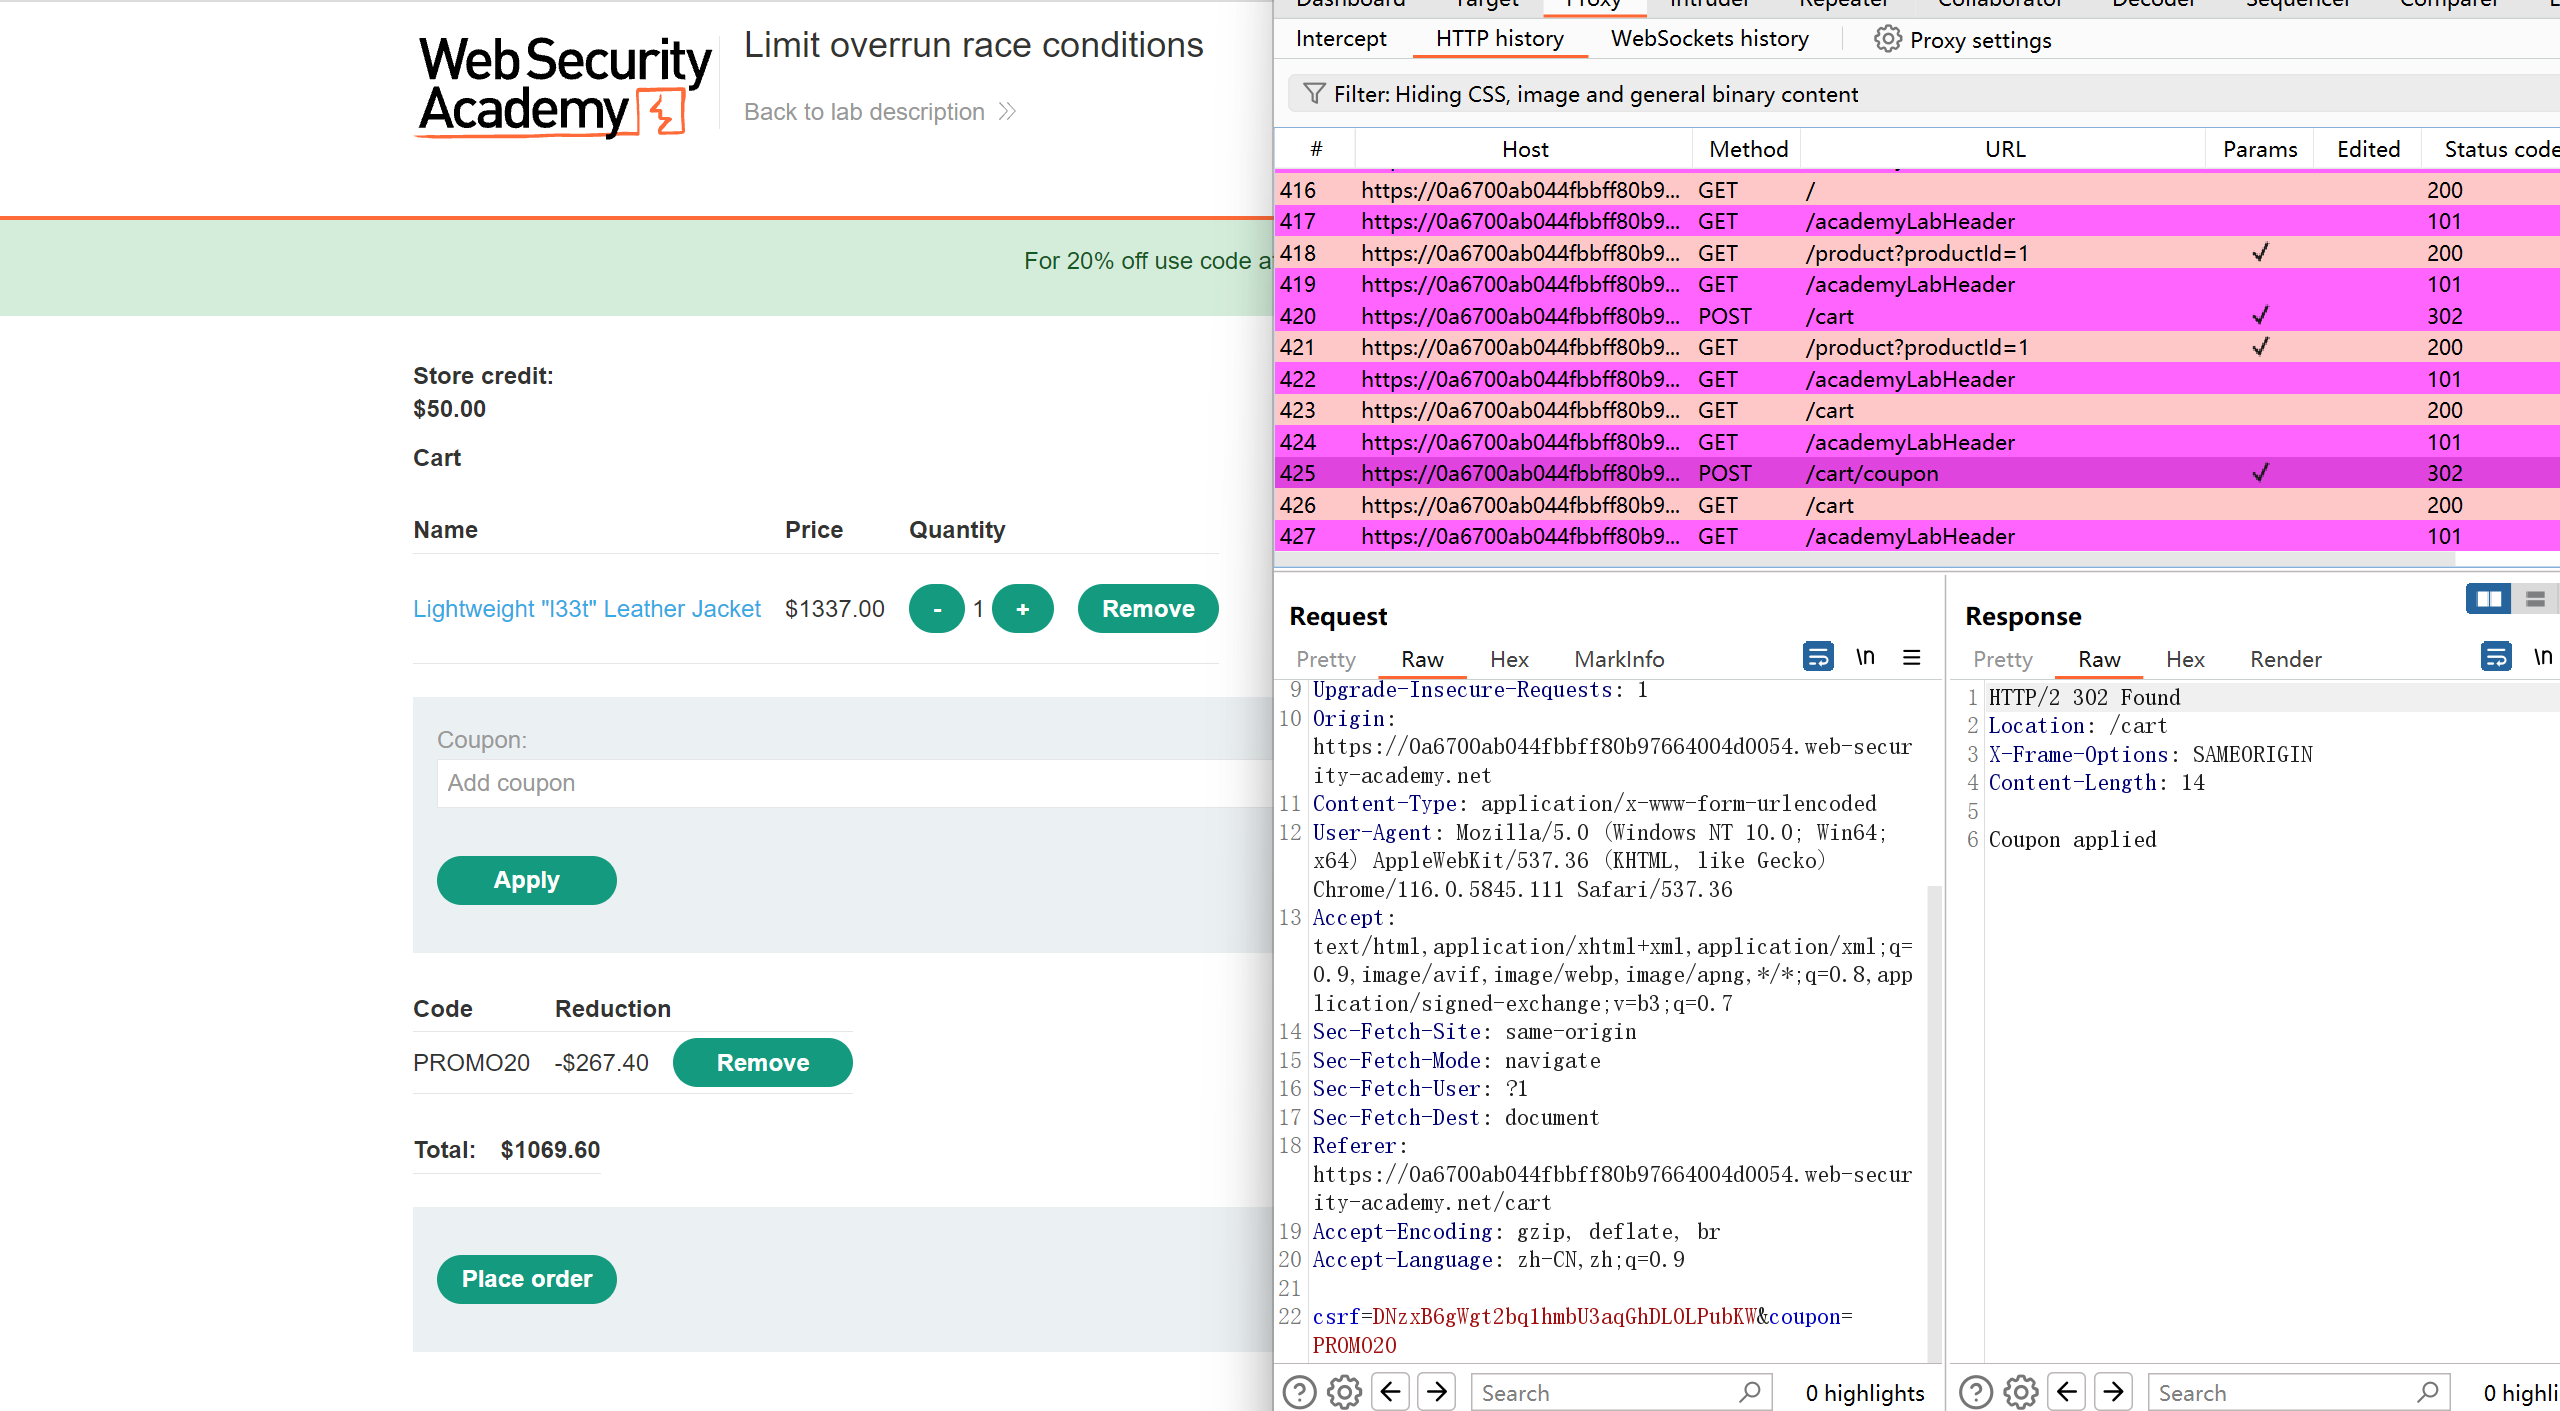 Web Security
Academy
Limit overrun race conditions
Back to lab description
For 20% off use code a
Store credit:
$50.00
Cart
Name Price Quantity
Lightweight "l33t" Leather Jacket $1337.00 - 1 + Remove
Coupon:
Add coupon
Apply
Code Reduction
PROMO20 -$267.40 Remove
Total: $1069.60
Place order
Dashboard Target Proxy Intruder Repeater Collaborator Decoder Sequencer Comparer
Intercept HTTP history WebSockets history Proxy settings
Filter: Hiding CSS, image and general binary content
# Host Method URL Params Edited Status code
416 https://0a6700ab044fbbff80b9... GET / 200
417 https://0a6700ab044fbbff80b9... GET /academyLabHeader 101
418 https://0a6700ab044fbbff80b9... GET /product?productId=1 ✓ 200
419 https://0a6700ab044fbbff80b9... GET /academyLabHeader 101
420 https://0a6700ab044fbbff80b9... POST /cart ✓ 302
421 https://0a6700ab044fbbff80b9... GET /product?productId=1 ✓ 200
422 https://0a6700ab044fbbff80b9... GET /academyLabHeader 101
423 https://0a6700ab044fbbff80b9... GET /cart 200
424 https://0a6700ab044fbbff80b9... GET /academyLabHeader 101
425 https://0a6700ab044fbbff80b9... POST /cart/coupon ✓ 302
426 https://0a6700ab044fbbff80b9... GET /cart 200
427 https://0a6700ab044fbbff80b9... GET /academyLabHeader 101
Request
Pretty Raw Hex MarkInfo \n
9 Upgrade-Insecure-Requests: 1
10 Origin:
https://0a6700ab044fbbff80b97664004d0054.web-secur
ity-academy.net
11 Content-Type: application/x-www-form-urlencoded
12 User-Agent: Mozilla/5.0 (Windows NT 10.0; Win64;
x64) AppleWebKit/537.36 (KHTML, like Gecko)
Chrome/116.0.5845.111 Safari/537.36
13 Accept:
text/html,application/xhtml+xml,application/xml;q=
0.9,image/avif,image/webp,image/apng,*/*;q=0.8,app
lication/signed-exchange;v=b3;q=0.7
14 Sec-Fetch-Site: same-origin
15 Sec-Fetch-Mode: navigate
16 Sec-Fetch-User: ?1
17 Sec-Fetch-Dest: document
18 Referer:
https://0a6700ab044fbbff80b97664004d0054.web-secur
ity-academy.net/cart
19 Accept-Encoding: gzip, deflate, br
20 Accept-Language: zh-CN,zh;q=0.9
21
22 csrf=DNzxB6gWgt2bq1hmbU3aqGhDLOLPubKW&coupon=
PROMO20
Search 0 highlights
Response
Pretty Raw Hex Render \n
1 HTTP/2 302 Found
2 Location: /cart
3 X-Frame-Options: SAMEORIGIN
4 Content-Length: 14
5
6 Coupon applied
Search 0 highli